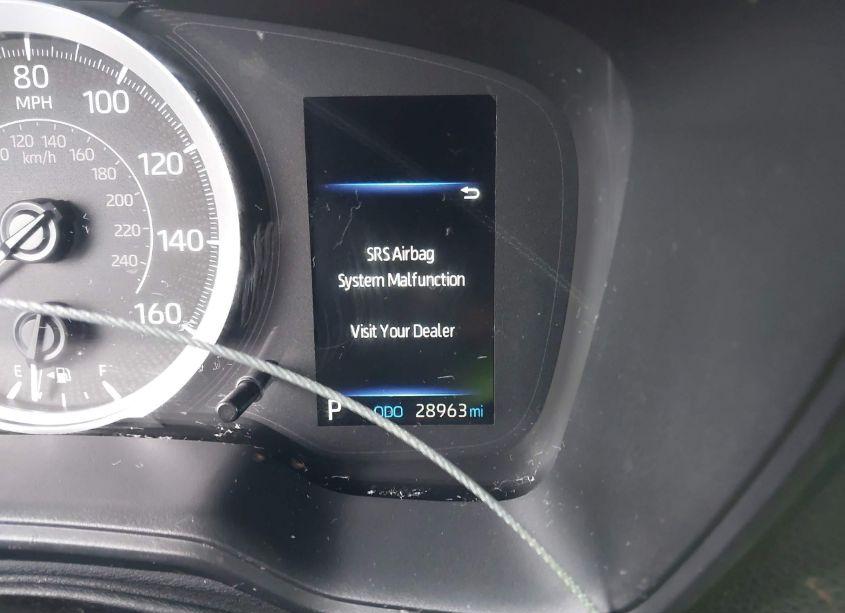 80
MPH
100
120
140
160
120 140
km/h 160
180
200
220
240
E F
SRS Airbag
System Malfunction
Visit Your Dealer
P ODO 28963 mi